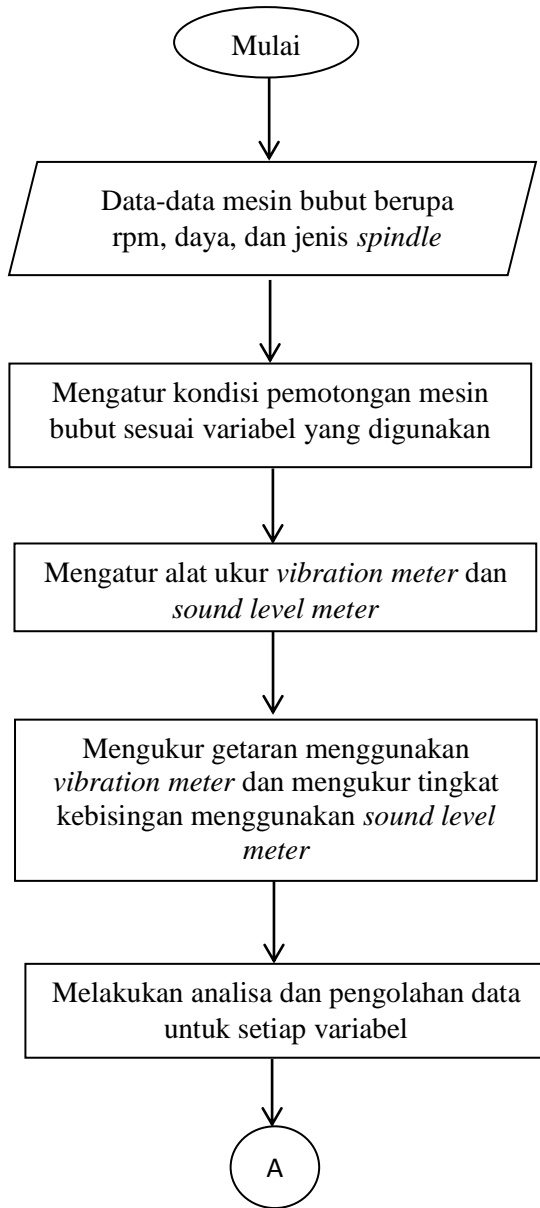 Mulai
Data-data mesin bubut berupa
rpm, daya, dan jenis spindle
Mengatur kondisi pemotongan mesin
bubut sesuai variabel yang digunakan
Mengatur alat ukur vibration meter dan
sound level meter
Mengukur getaran menggunakan
vibration meter dan mengukur tingkat
kebisingan menggunakan sound level
meter
Melakukan analisa dan pengolahan data
untuk setiap variabel
A